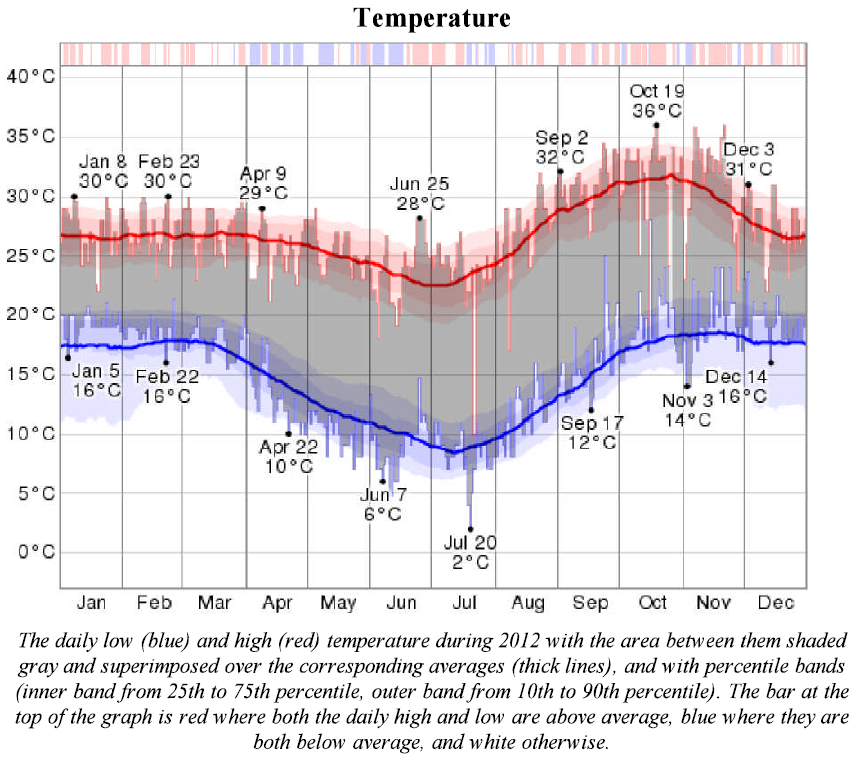 Temperature
40°C
35°C
30°C
25°C
20°C
15°C
10°C
5°C
0°C
Jan 8
30°C
Feb 23
30°C
Apr 9
29°C
Jun 25
28°C
Sep 2
32°C
Oct 19
36°C
Dec 3
31°C
Jan 5
16°C
Feb 22
16°C
Apr 22
10°C
Jun 7
6°C
Jul 20
2°C
Sep 17
12°C
Nov 3
14°C
Dec 14
16°C
Jan Feb Mar Apr May Jun Jul Aug Sep Oct Nov Dec
The daily low (blue) and high (red) temperature during 2012 with the area between them shaded
gray and superimposed over the corresponding averages (thick lines), and with percentile bands
(inner band from 25th to 75th percentile, outer band from 10th to 90th percentile). The bar at the
top of the graph is red where both the daily high and low are above average, blue where they are
both below average, and white otherwise.